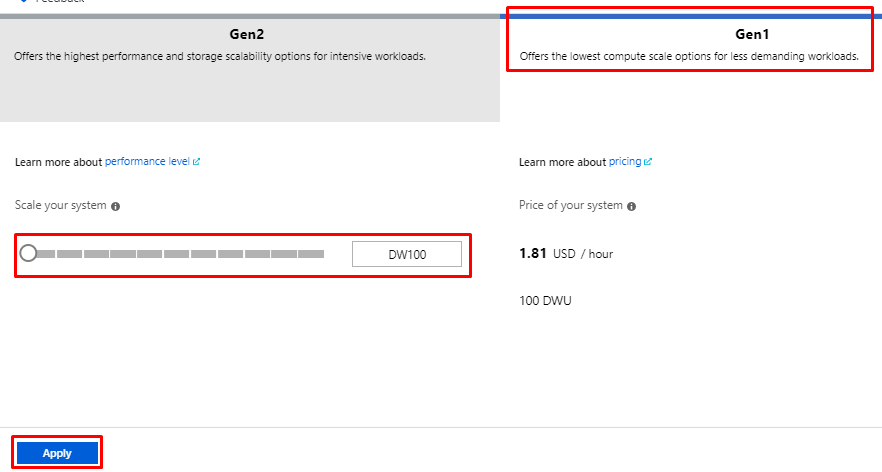 Feedback
Gen2
Offers the highest performance and storage scalability options for intensive workloads.
Gen1
Offers the lowest compute scale options for less demanding workloads.
Learn more about performance level
Learn more about pricing
Scale your system
Price of your system
DW100
1.81 USD / hour
100 DWU
Apply